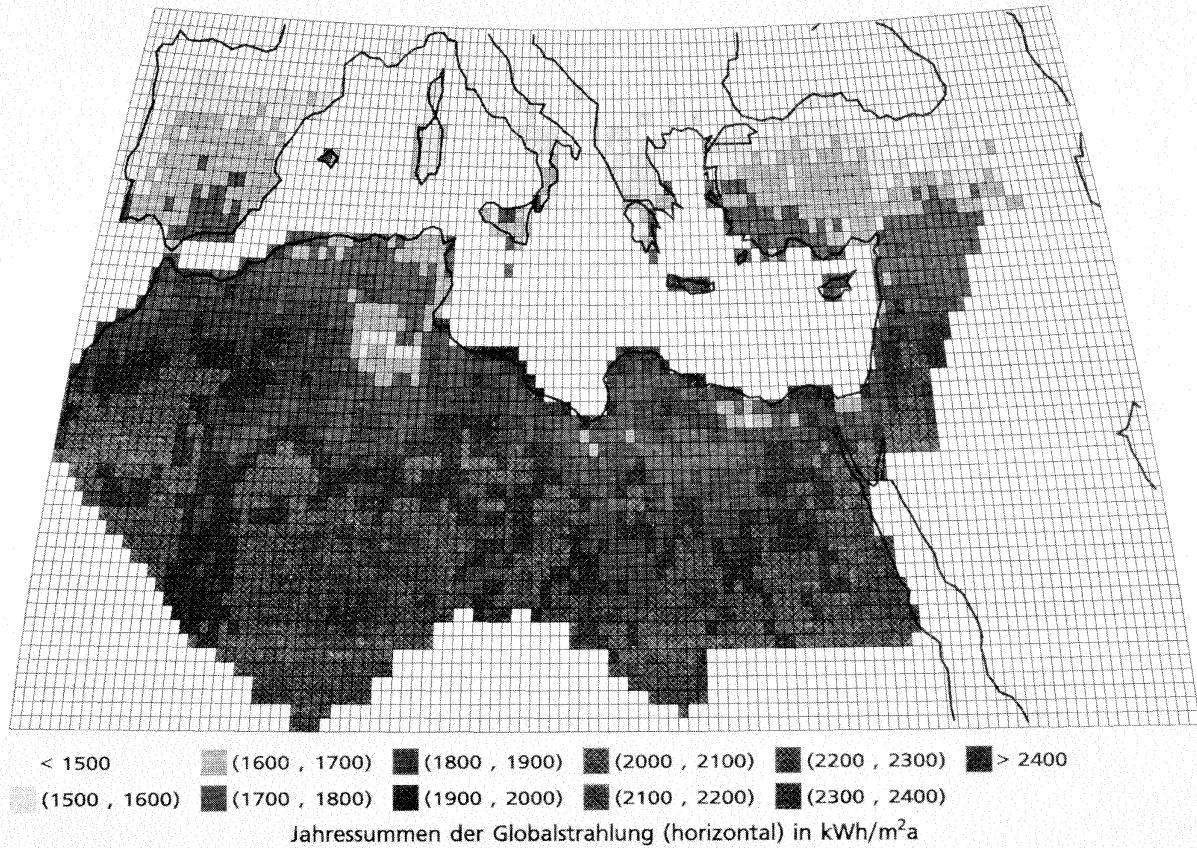 < 1500 (1600 , 1700) (1800 , 1900) (2000 , 2100) (2200 , 2300) > 2400
(1500 , 1600) (1700 , 1800) (1900 , 2000) (2100 , 2200) (2300 , 2400)
Jahressummen der Globalstrahlung (horizontal) in kWh/m²a